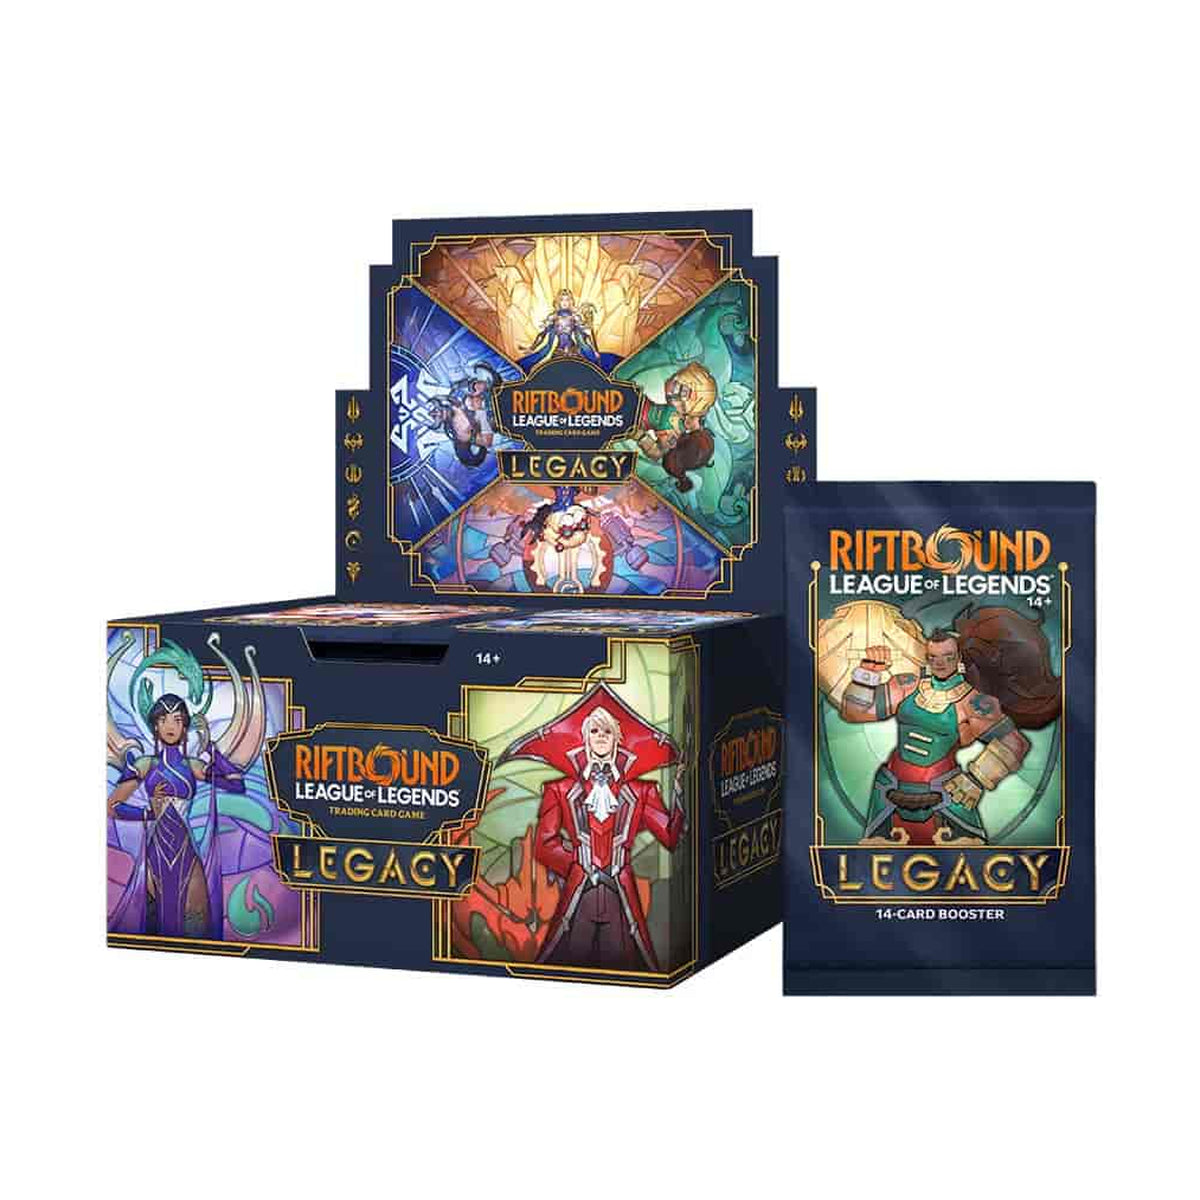 RIFTBOUND
LEAGUE OF LEGENDS
TRADING CARD GAME
LEGACY
14+
RIFTBOUND
LEAGUE OF LEGENDS
TRADING CARD GAME
LEGACY
RIFTBOUND
LEAGUE OF LEGENDS
LEGACY
RIFTBOUND
LEAGUE OF LEGENDS
14+
LEGACY
14-CARD BOOSTER